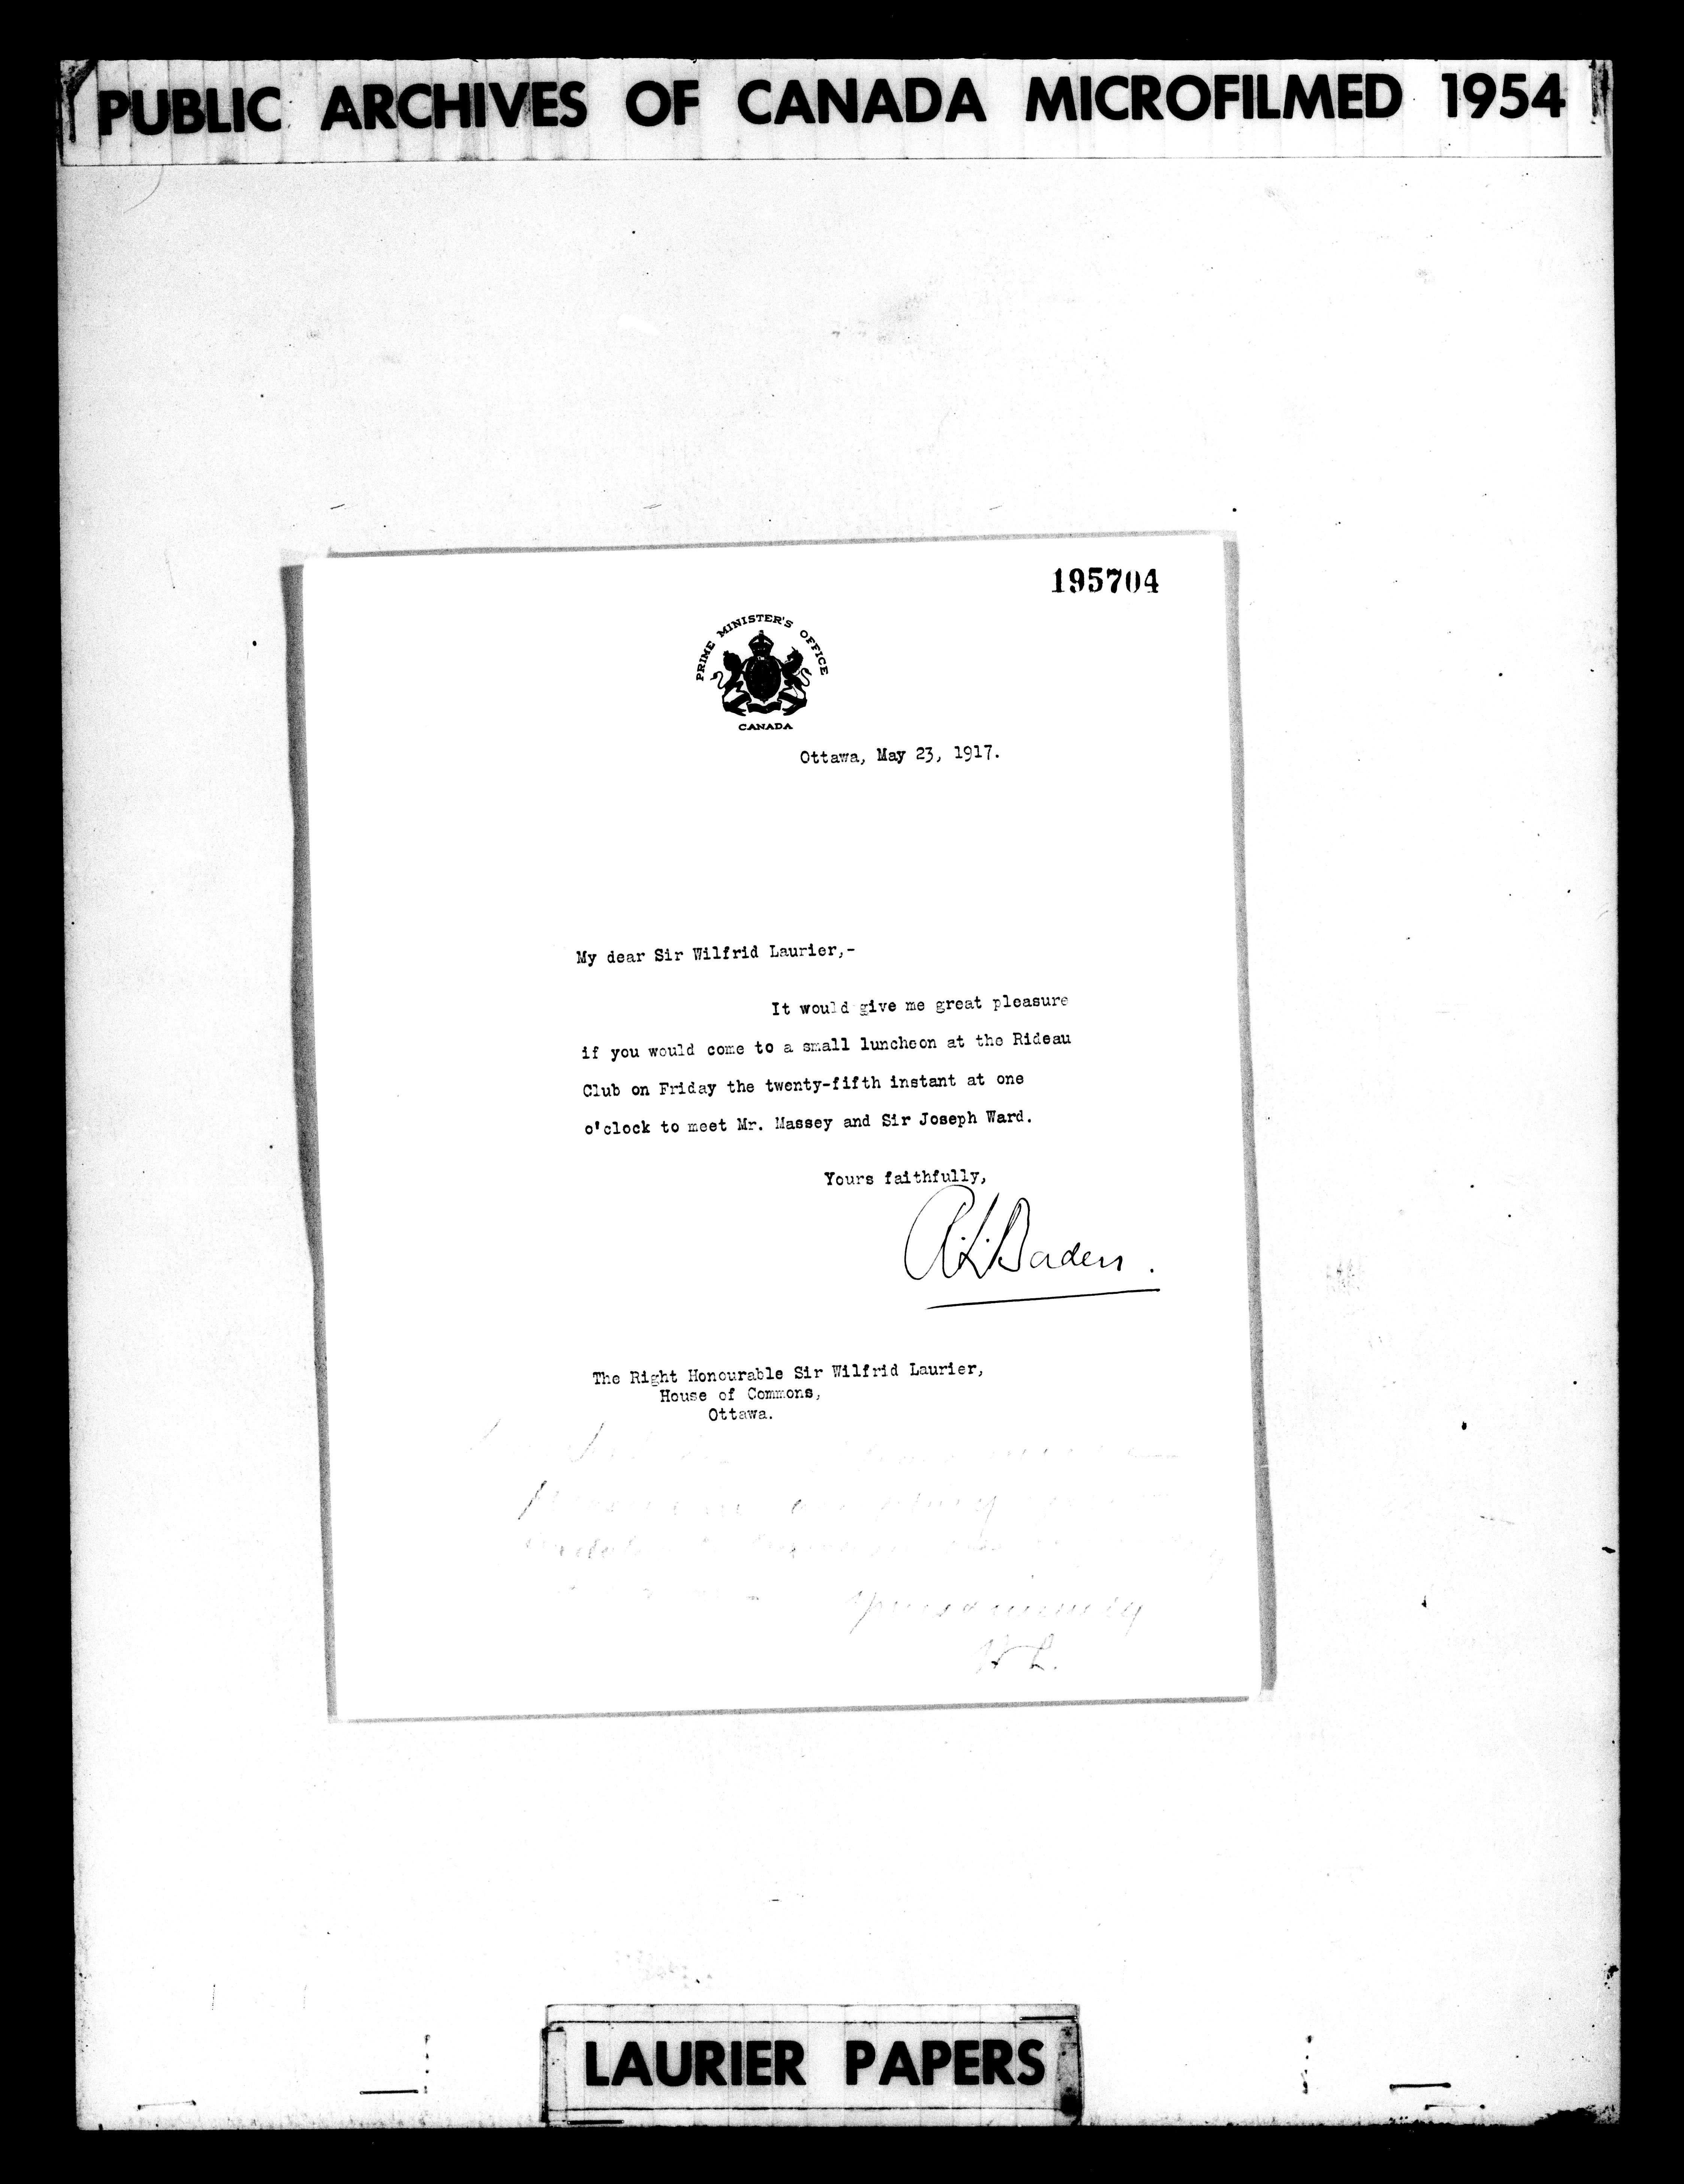 PUBLIC ARCHIVES OF CANADA MICROFILMED 1954
195704
PRIME MINISTER'S OFFICE
CANADA
Ottawa, May 23, 1917.
My dear Sir Wilfrid Laurier,-
It would give me great pleasure
if you would come to a small luncheon at the Rideau
Club on Friday the twenty-fifth instant at one
o'clock to meet Mr. Massey and Sir Joseph Ward.
Yours faithfully,
R.L.Borden.
The Right Honourable Sir Wilfrid Laurier,
House of Commons,
Ottawa.
W L.
LAURIER PAPERS